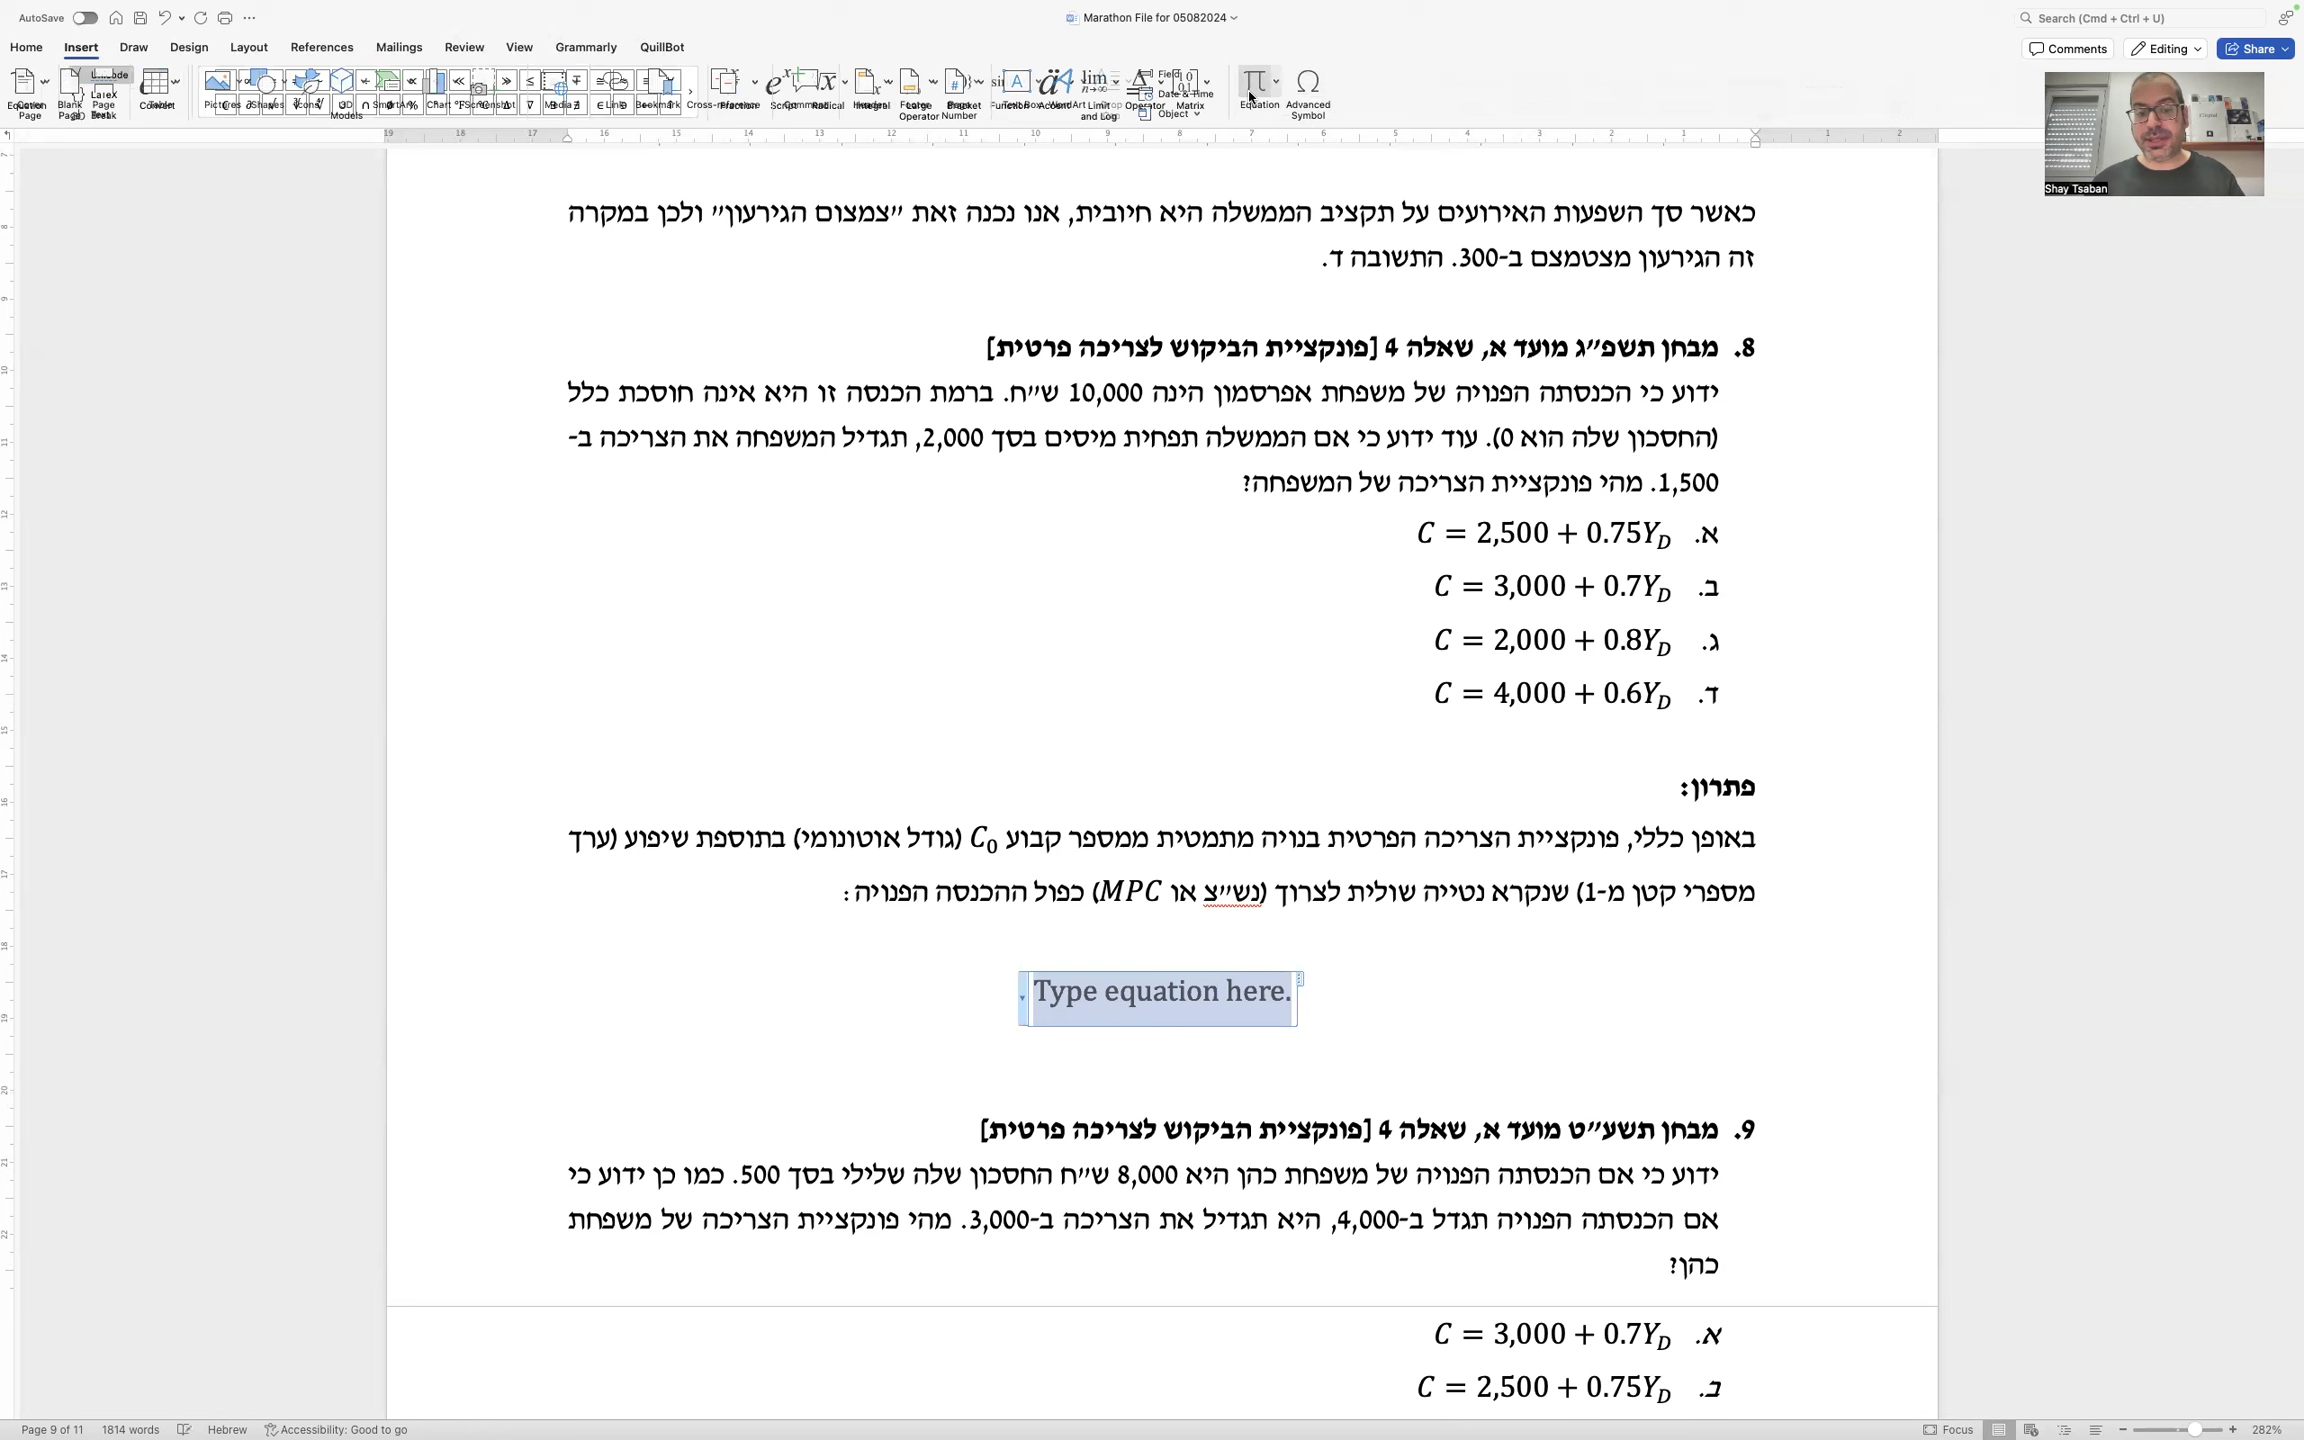 AutoSave
Marathon File for 05082024
Search (Cmd + Ctrl + U)
Home Insert Draw Design Layout References Mailings Review View Grammarly QuillBot
Comments Editing Share
Equation
Advanced Symbol
Shay Tsaban
כאשר סך השפעות האירועים על תקציב הממשלה היא חיובית, אנו נכנה זאת ״צמצום הגירעון״ ולכן במקרה
זה הגירעון מצטמצם ב-300. התשובה ד.
8. מבחן תשפ״ג מועד א, שאלה 4 [פונקציית הביקוש לצריכה פרטית]
ידוע כי הכנסתה הפנויה של משפחת אפרסמון הינה 10,000 ש״ח. ברמת הכנסה זו היא אינה חוסכת כלל
(החסכון שלה הוא 0). עוד ידוע כי אם הממשלה תפחית מיסים בסך 2,000, תגדיל המשפחה את הצריכה ב-
1,500. מהי פונקציית הצריכה של המשפחה?
א. C = 2,500 + 0.75Y_D
ב. C = 3,000 + 0.7Y_D
ג. C = 2,000 + 0.8Y_D
ד. C = 4,000 + 0.6Y_D
פתרון:
באופן כללי, פונקציית הצריכה הפרטית בנויה מתמטית ממספר קבוע C₀ (גודל אוטונומי) בתוספת שיפוע (ערך
מספרי קטן מ-1) שנקרא נטייה שולית לצרוך (נש״צ או MPC) כפול ההכנסה הפנויה:
Type equation here.
9. מבחן תשע״ט מועד א, שאלה 4 [פונקציית הביקוש לצריכה פרטית]
ידוע כי אם הכנסתה הפנויה של משפחת כהן היא 8,000 ש״ח החסכון שלה שלילי בסך 500. כמו כן ידוע כי
אם הכנסתה הפנויה תגדל ב-4,000, היא תגדיל את הצריכה ב-3,000. מהי פונקציית הצריכה של משפחת
כהן?
א. C = 3,000 + 0.7Y_D
ב. C = 2,500 + 0.75Y_D
Page 9 of 11 1814 words Hebrew Accessibility: Good to go Focus 282%